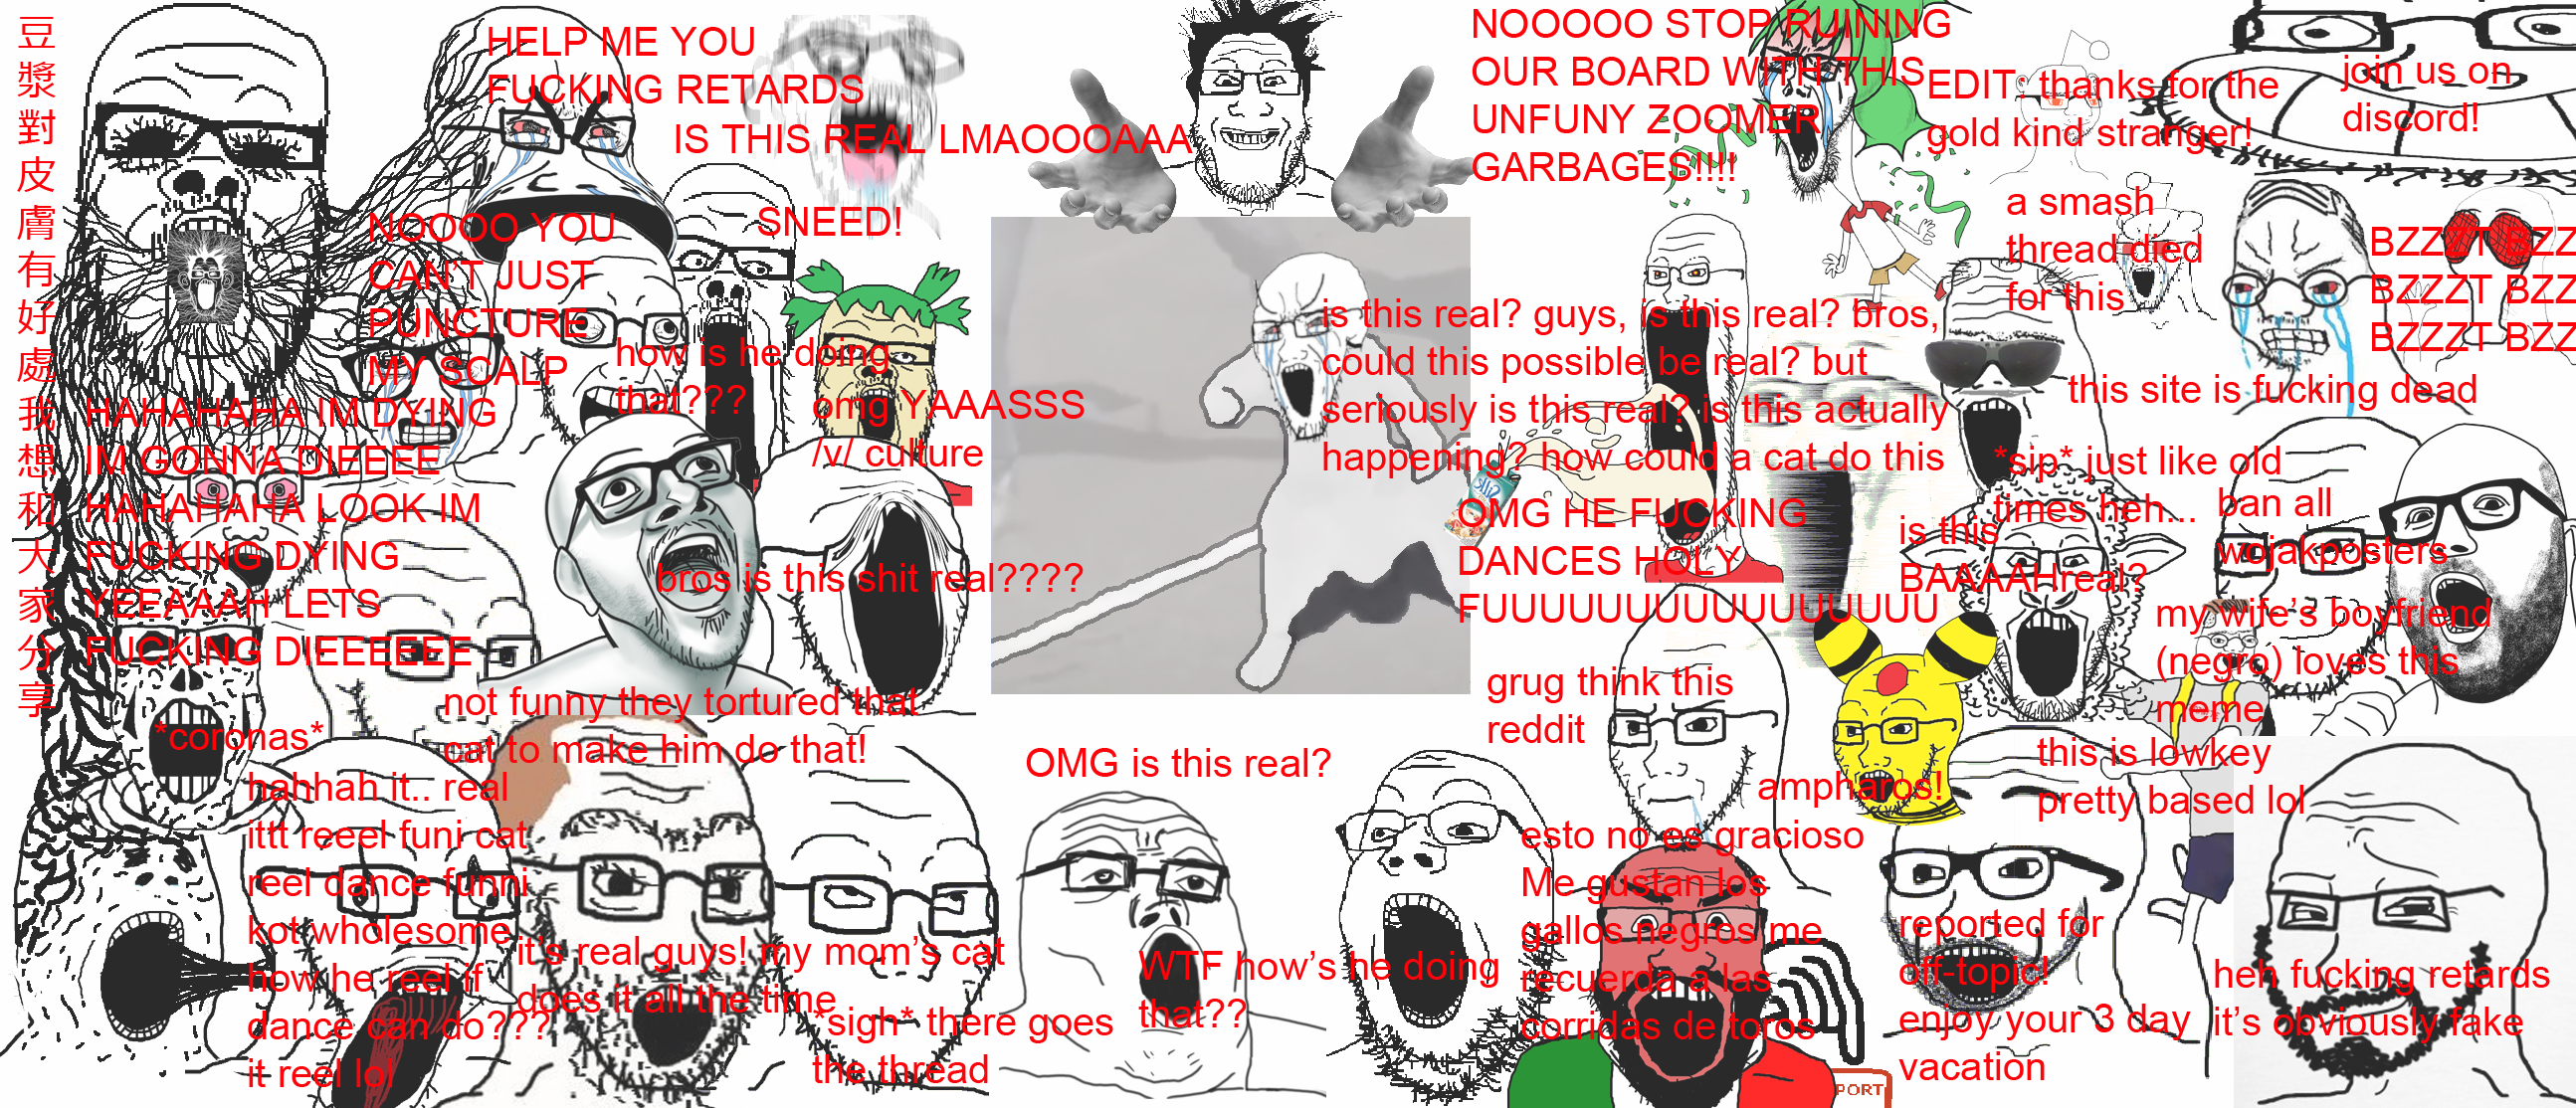 豆
漿
對
皮
膚
有
好
處
我
想
和
大
家
分
享
HELP ME YOU
FUCKING RETARDS
IS THIS REAL LMAOOOAAA
SNEED!
NOOOO YOU
CAN'T JUST
PUNCTURE
MY SCALP
how is he doing
that???
omg YAAASSS
/v/ culture
HAHAHAHA IM DYING
IM GONNA DIEEEE
HAHAHAHA LOOK IM
FUCKING DYING
YEEAAAH LETS
FUCKING DIEEEEEE
bros is this shit real????
not funny they tortured that
cat to make him do that!
*coronas*
hahhah it.. real
ittt reeel funi cat
reel dance funni
kot wholesome
how he reel if
dance can do???
it reel lol
it's real guys! my mom's cat
does it all the time
*sigh* there goes
the thread
OMG is this real?
WTF how's he doing
that??
NOOOOO STOP RUINING
OUR BOARD WITH THIS
UNFUNY ZOOMER
GARBAGES!!!!
EDIT: thanks for the
gold kind stranger!
join us on
discord!
a smash
thread died
for this
BZZZT BZZ
BZZZT BZZ
BZZZT BZZ
is this real? guys, is this real? bros,
could this possible be real? but
seriously is this real? is this actually
happening? how could a cat do this
this site is fucking dead
Silk
OMG HE FUCKING
DANCES HOLY
FUUUUUUUUUUUUUUUU
*sip* just like old
times heh...
is this
BAAAAHreal?
ban all
wojakposters
my wife's boyfriend
(negro) loves this
meme
grug think this
reddit
ampharos!
this is lowkey
pretty based lol
esto no es gracioso
Me gustan los
gallos negros me
recuerda a las
corridas de toros
reported for
off-topic!
enjoy your 3 day
vacation
PORT
heh fucking retards
it's obviously fake